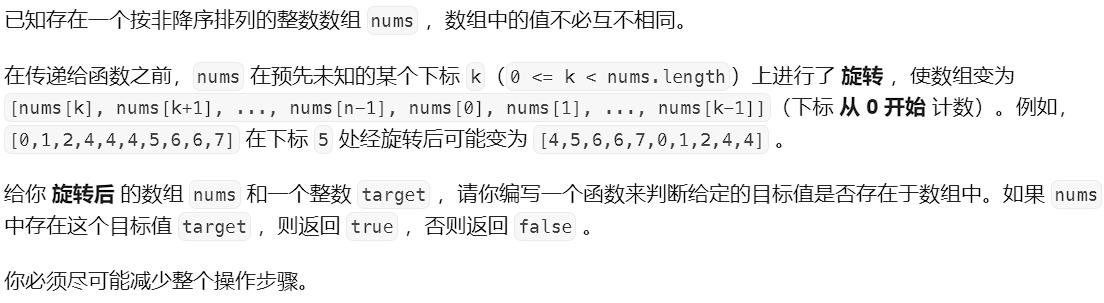 已知存在一个按非降序排列的整数数组 nums ，数组中的值不必互不相同。
在传递给函数之前，nums 在预先未知的某个下标 k（0 <= k < nums.length）上进行了 旋转 ，使数组变为
[nums[k], nums[k+1], ..., nums[n-1], nums[0], nums[1], ..., nums[k-1]]（下标 从 0 开始 计数）。例如，
[0,1,2,4,4,4,5,6,6,7] 在下标 5 处经旋转后可能变为 [4,5,6,6,7,0,1,2,4,4] 。
给你 旋转后 的数组 nums 和一个整数 target ，请你编写一个函数来判断给定的目标值是否存在于数组中。如果 nums
中存在这个目标值 target ，则返回 true ，否则返回 false 。
你必须尽可能减少整个操作步骤。